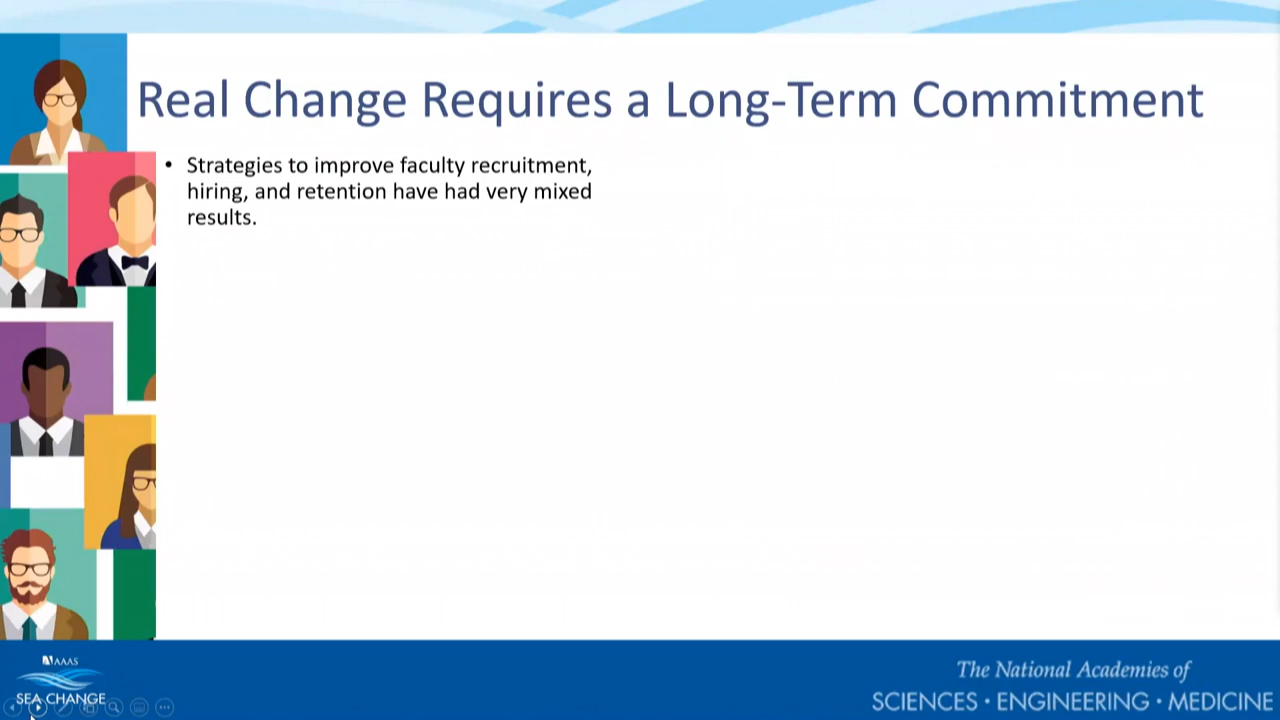 Real Change Requires a Long-Term Commitment
• Strategies to improve faculty recruitment,
hiring, and retention have had very mixed
results.
AAAS
SEA CHANGE
The National Academies of
SCIENCES · ENGINEERING · MEDICINE